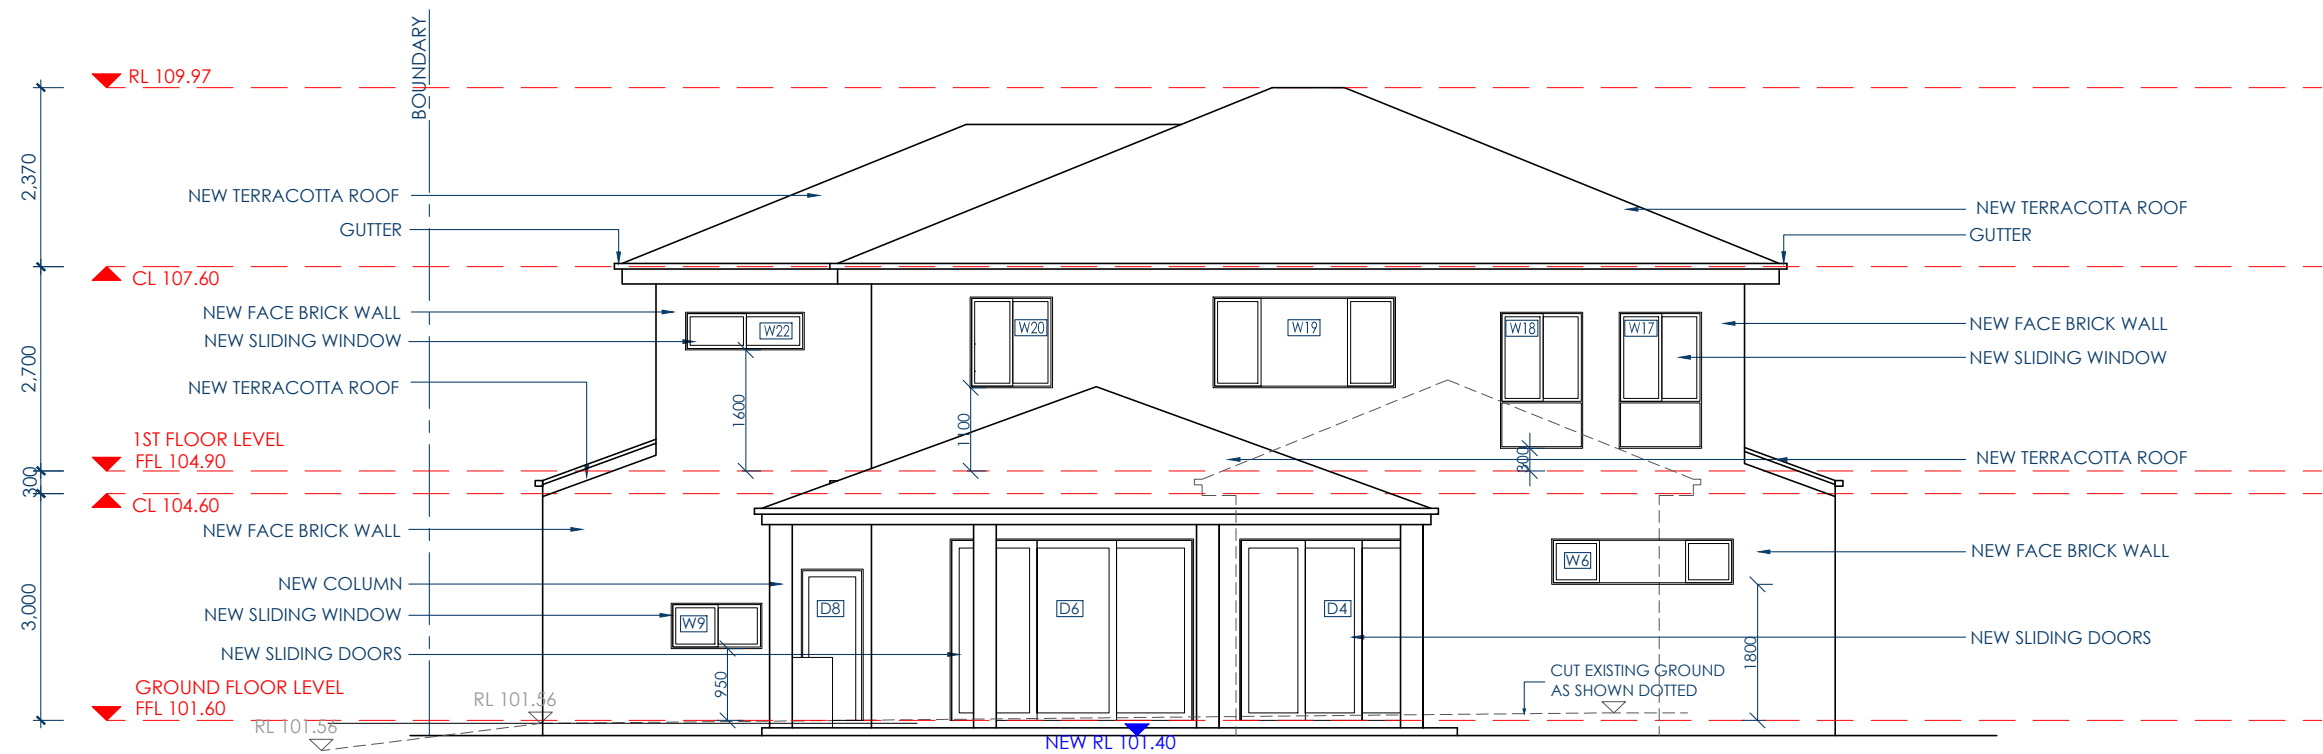 BOUNDARY
RL 109.97
2,370
NEW TERRACOTTA ROOF
NEW TERRACOTTA ROOF
GUTTER
GUTTER
CL 107.60
NEW FACE BRICK WALL
NEW FACE BRICK WALL
W22
W20
W19
W18
W17
NEW SLIDING WINDOW
NEW SLIDING WINDOW
2,700
NEW TERRACOTTA ROOF
1600
1100
1ST FLOOR LEVEL
FFL 104.90
300
NEW TERRACOTTA ROOF
300
CL 104.60
NEW FACE BRICK WALL
NEW FACE BRICK WALL
W6
NEW COLUMN
3,000
D8
D6
D4
NEW SLIDING WINDOW
W9
NEW SLIDING DOORS
NEW SLIDING DOORS
1800
950
CUT EXISTING GROUND
AS SHOWN DOTTED
GROUND FLOOR LEVEL
FFL 101.60
RL 101.56
RL 101.56
NEW RL 101.40